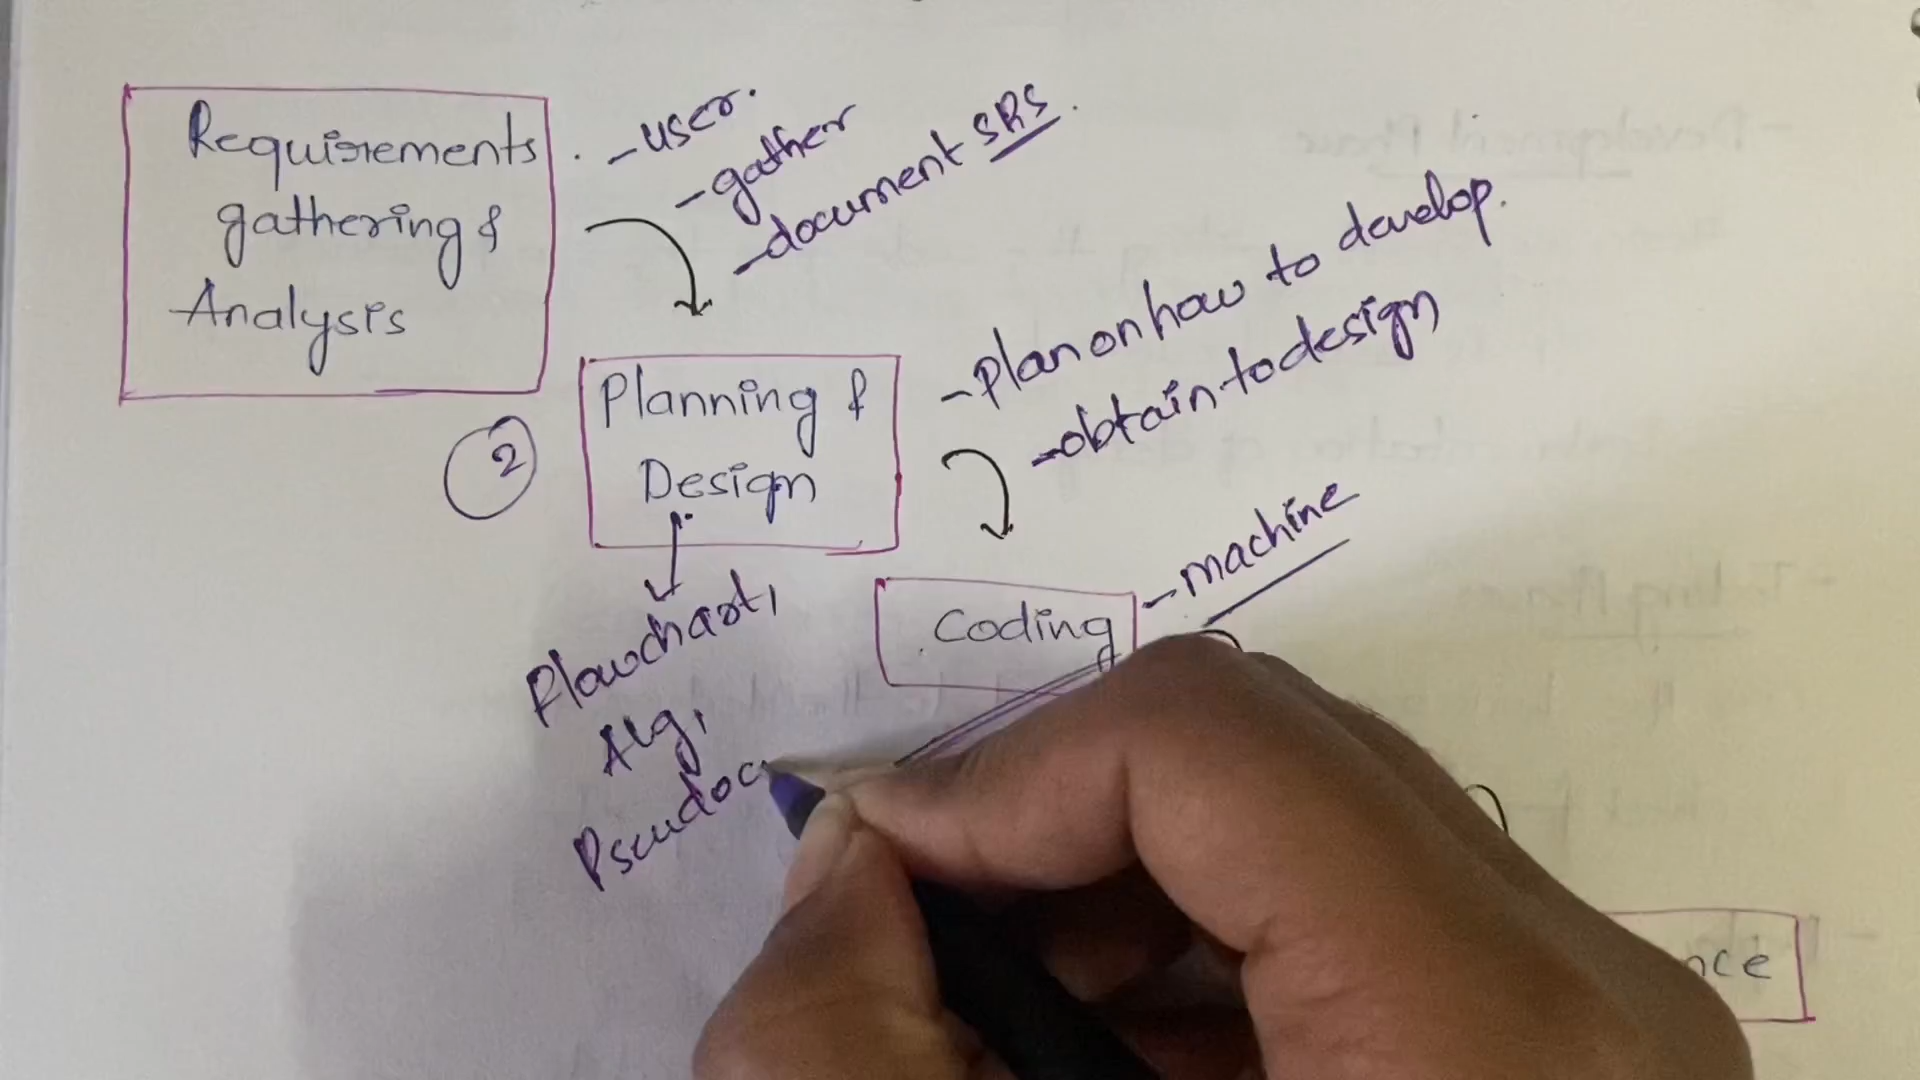 Requirements
gathering &
Analysis
- user.
- gather
- document SRS.
Planning &
Design
2
- plan on how to develop.
- obtain to design
Coding
- machine
Flowchart,
Alg,
Pseudoc
nce